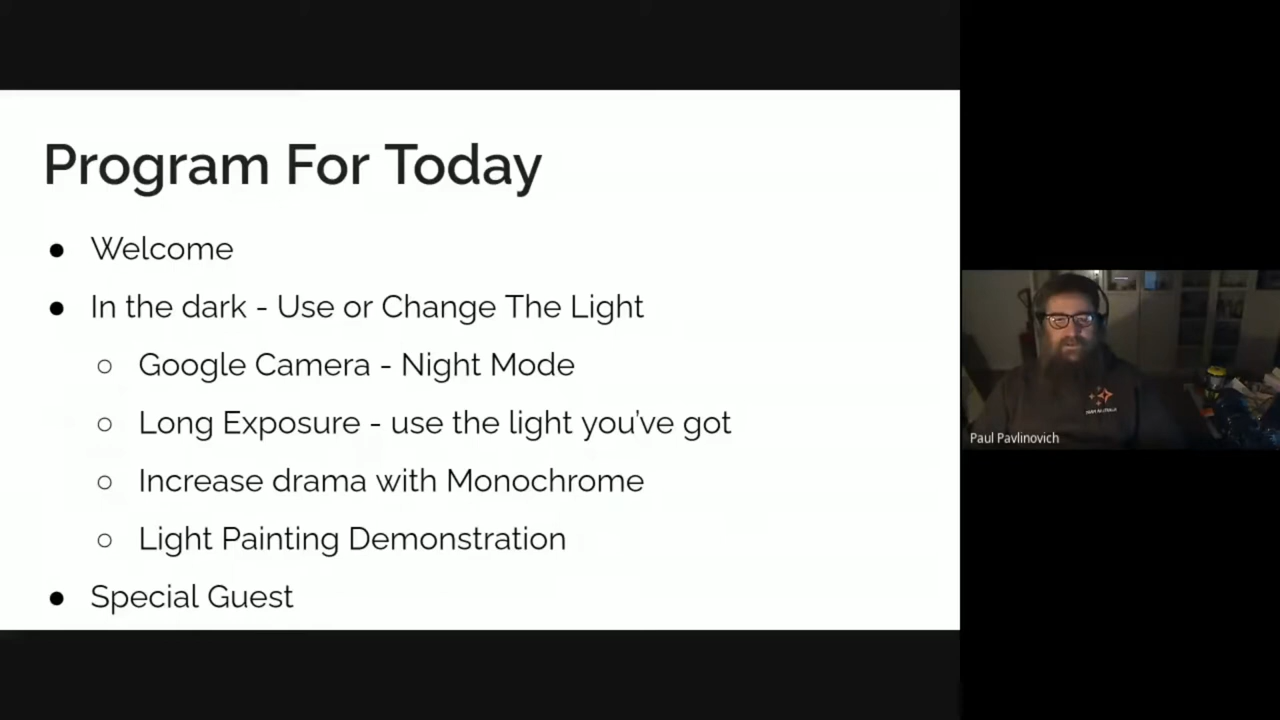 Program For Today
● Welcome
● In the dark - Use or Change The Light
○ Google Camera - Night Mode
○ Long Exposure - use the light you've got
○ Increase drama with Monochrome
○ Light Painting Demonstration
● Special Guest
Paul Pavlinovich